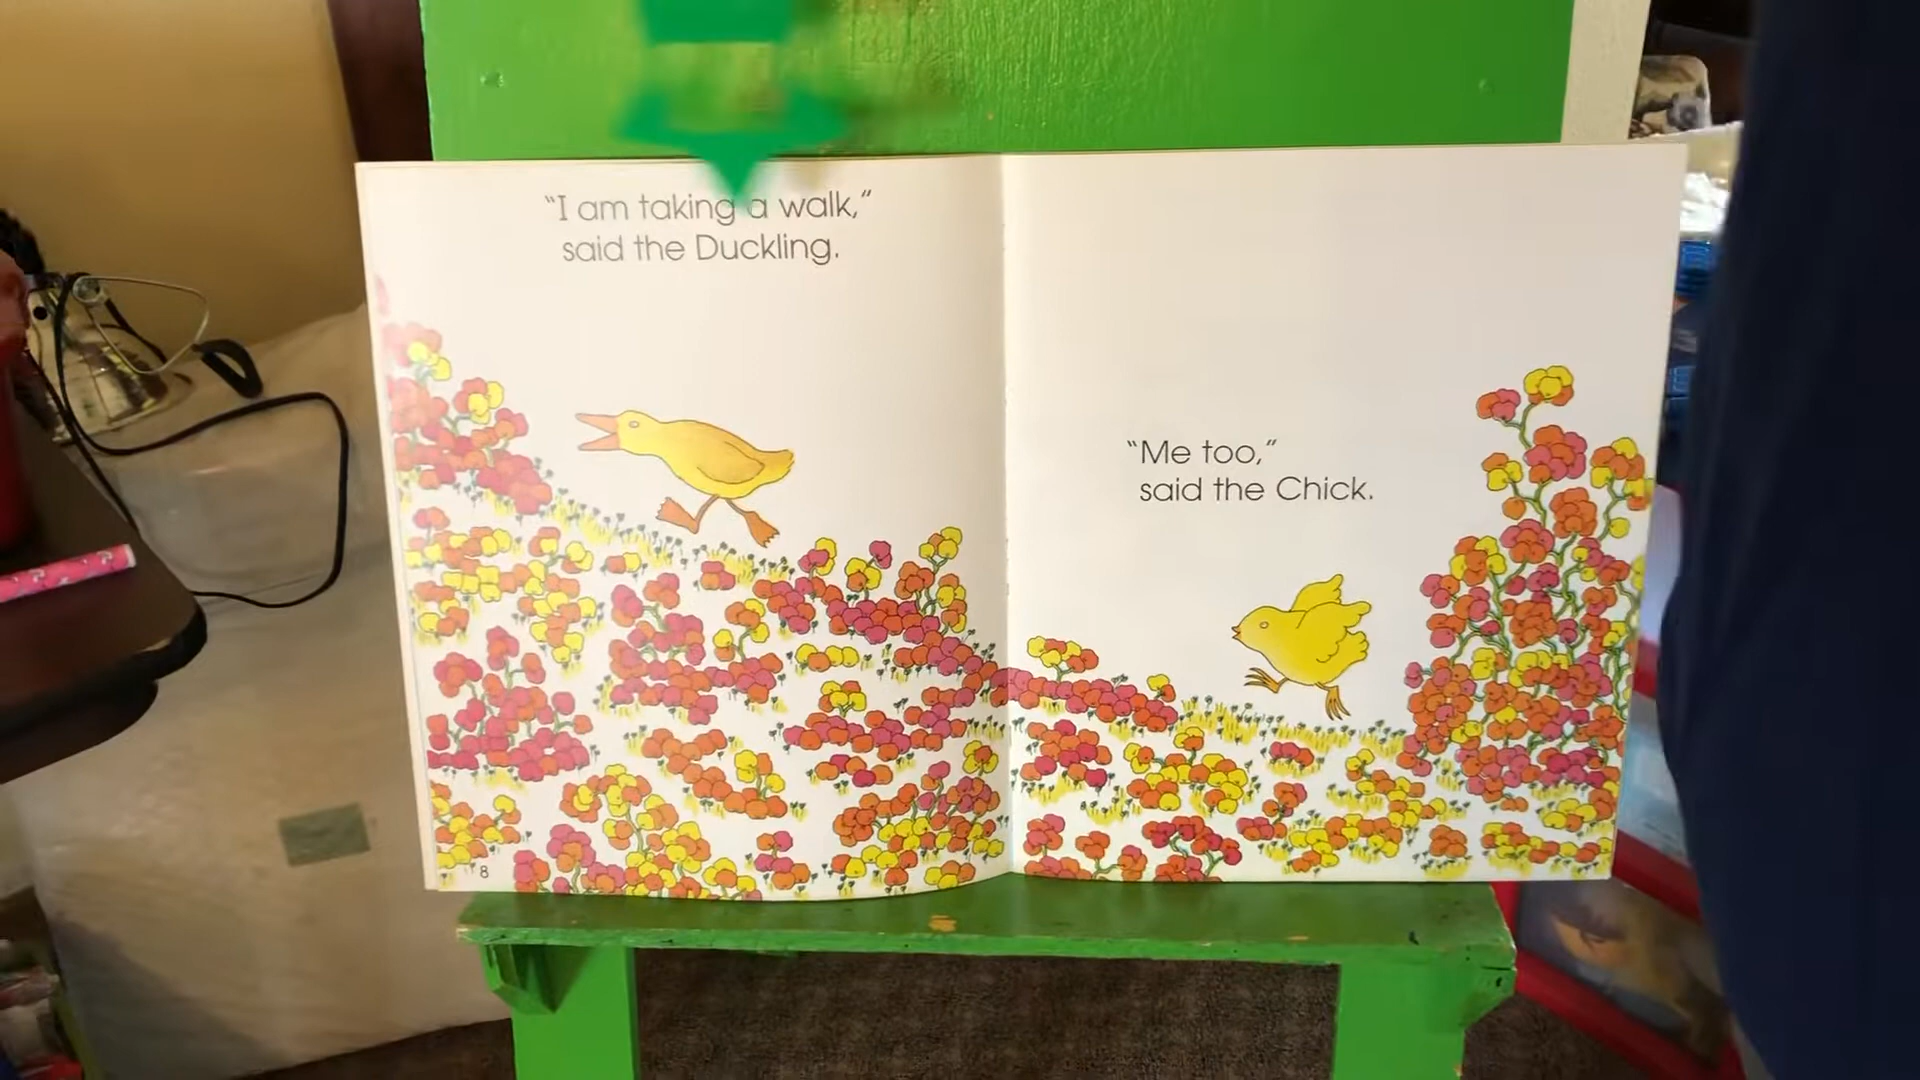 “I am taking a walk,”
said the Duckling.
“Me too,”
said the Chick.
8